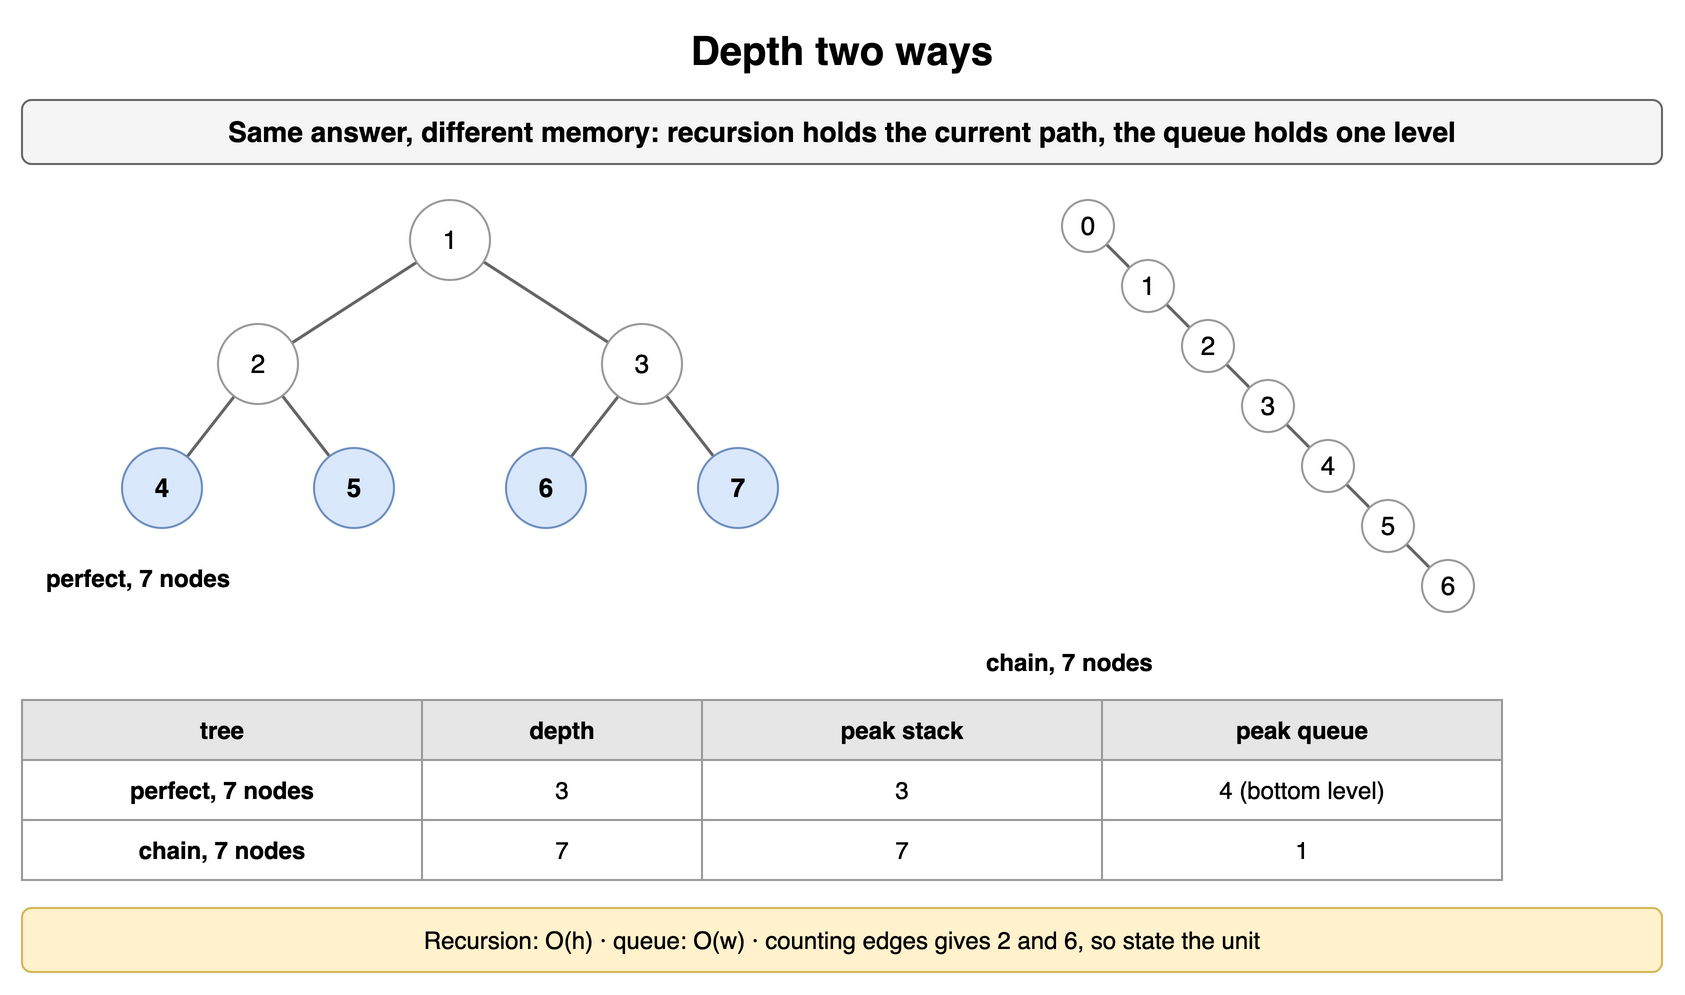 Depth two ways
Same answer, different memory: recursion holds the current path, the queue holds one level
1
2
3
4
5
6
7
perfect, 7 nodes
0
1
2
3
4
5
6
chain, 7 nodes
tree depth peak stack peak queue
perfect, 7 nodes 3 3 4 (bottom level)
chain, 7 nodes 7 7 1
Recursion: O(h) · queue: O(w) · counting edges gives 2 and 6, so state the unit